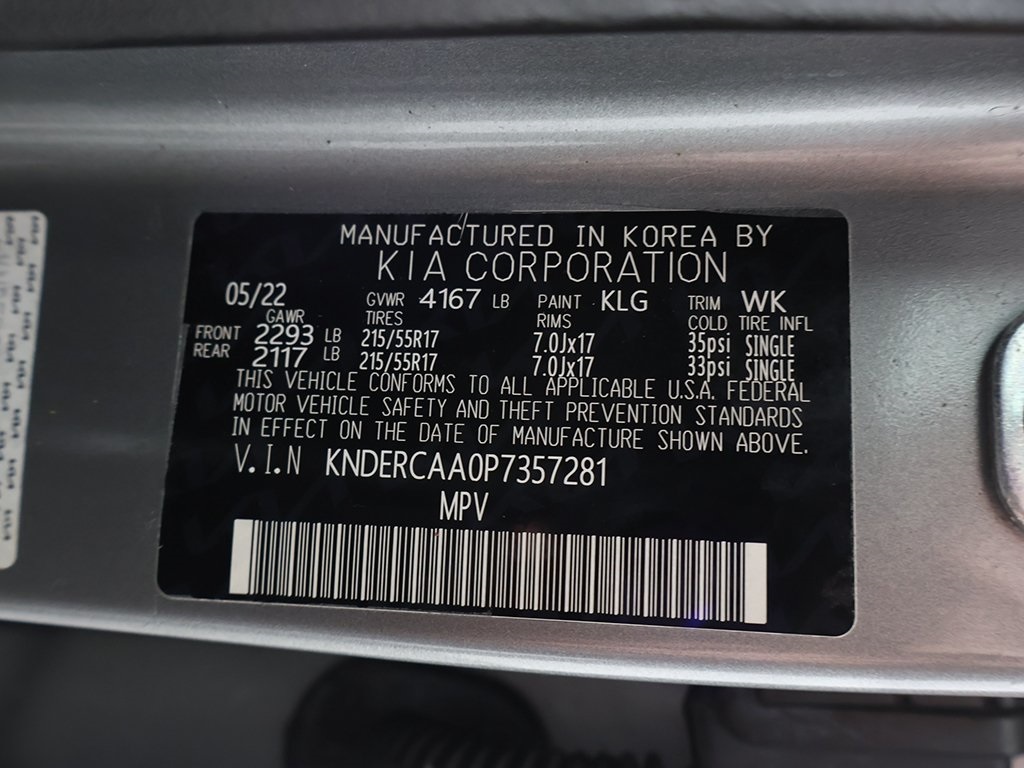 MANUFACTURED IN KOREA BY
KIA CORPORATION
05/22 GVWR 4167 LB PAINT KLG TRIM WK
GAWR TIRES RIMS COLD TIRE INFL
FRONT 2293 LB 215/55R17 7.0Jx17 35psi SINGLE
REAR 2117 LB 215/55R17 7.0Jx17 33psi SINGLE
THIS VEHICLE CONFORMS TO ALL APPLICABLE U.S.A. FEDERAL
MOTOR VEHICLE SAFETY AND THEFT PREVENTION STANDARDS
IN EFFECT ON THE DATE OF MANUFACTURE SHOWN ABOVE.
V.I.N KNDERCAA0P7357281
MPV